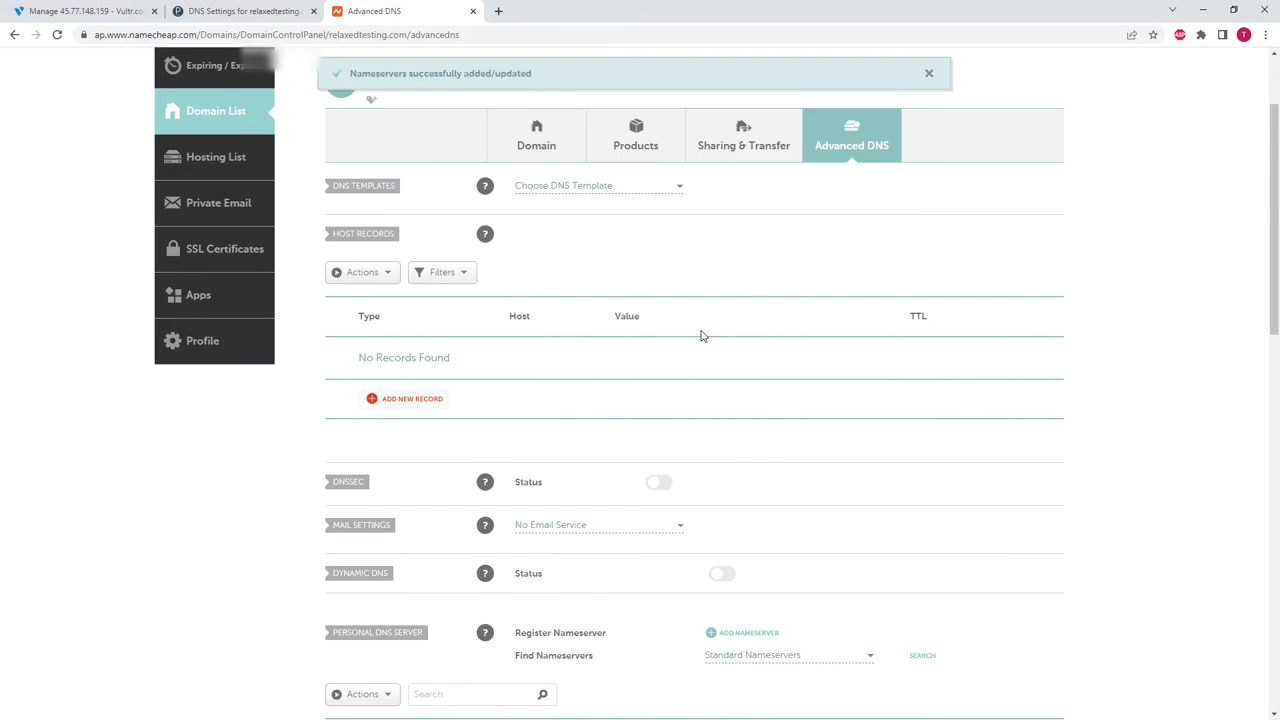 Manage 45.77.148.159 - Vultr.co
DNS Settings for relaxedtesting.c
Advanced DNS
ap.www.namecheap.com/Domains/DomainControlPanel/relaxedtesting.com/advancedns
ABP
T
Expiring / Exp
Nameservers successfully added/updated
Domain List
Hosting List
Private Email
SSL Certificates
Apps
Profile
Domain
Products
Sharing & Transfer
Advanced DNS
DNS TEMPLATES
?
Choose DNS Template
HOST RECORDS
?
Actions
Filters
Type
Host
Value
TTL
No Records Found
ADD NEW RECORD
DNSSEC
?
Status
MAIL SETTINGS
?
No Email Service
DYNAMIC DNS
?
Status
PERSONAL DNS SERVER
?
Register Nameserver
ADD NAMESERVER
Find Nameservers
Standard Nameservers
SEARCH
Actions
Search